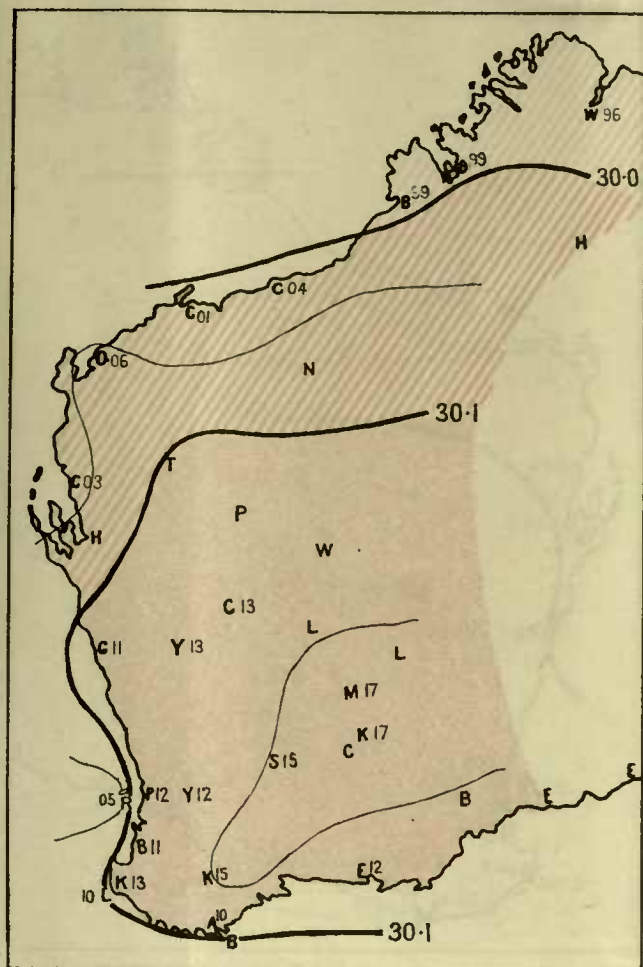 W 96
99
30·0
B 99
H
C 04
C 01
O 06
N
30·1
T
C 03
H
P
W
C 13
L
C 11
Y 13
L
M 17
K 17
C
S 15
B
E
E
05
R
P 12
Y 12
B 11
K 13
10
K 15
E 12
A 10
B
30·1